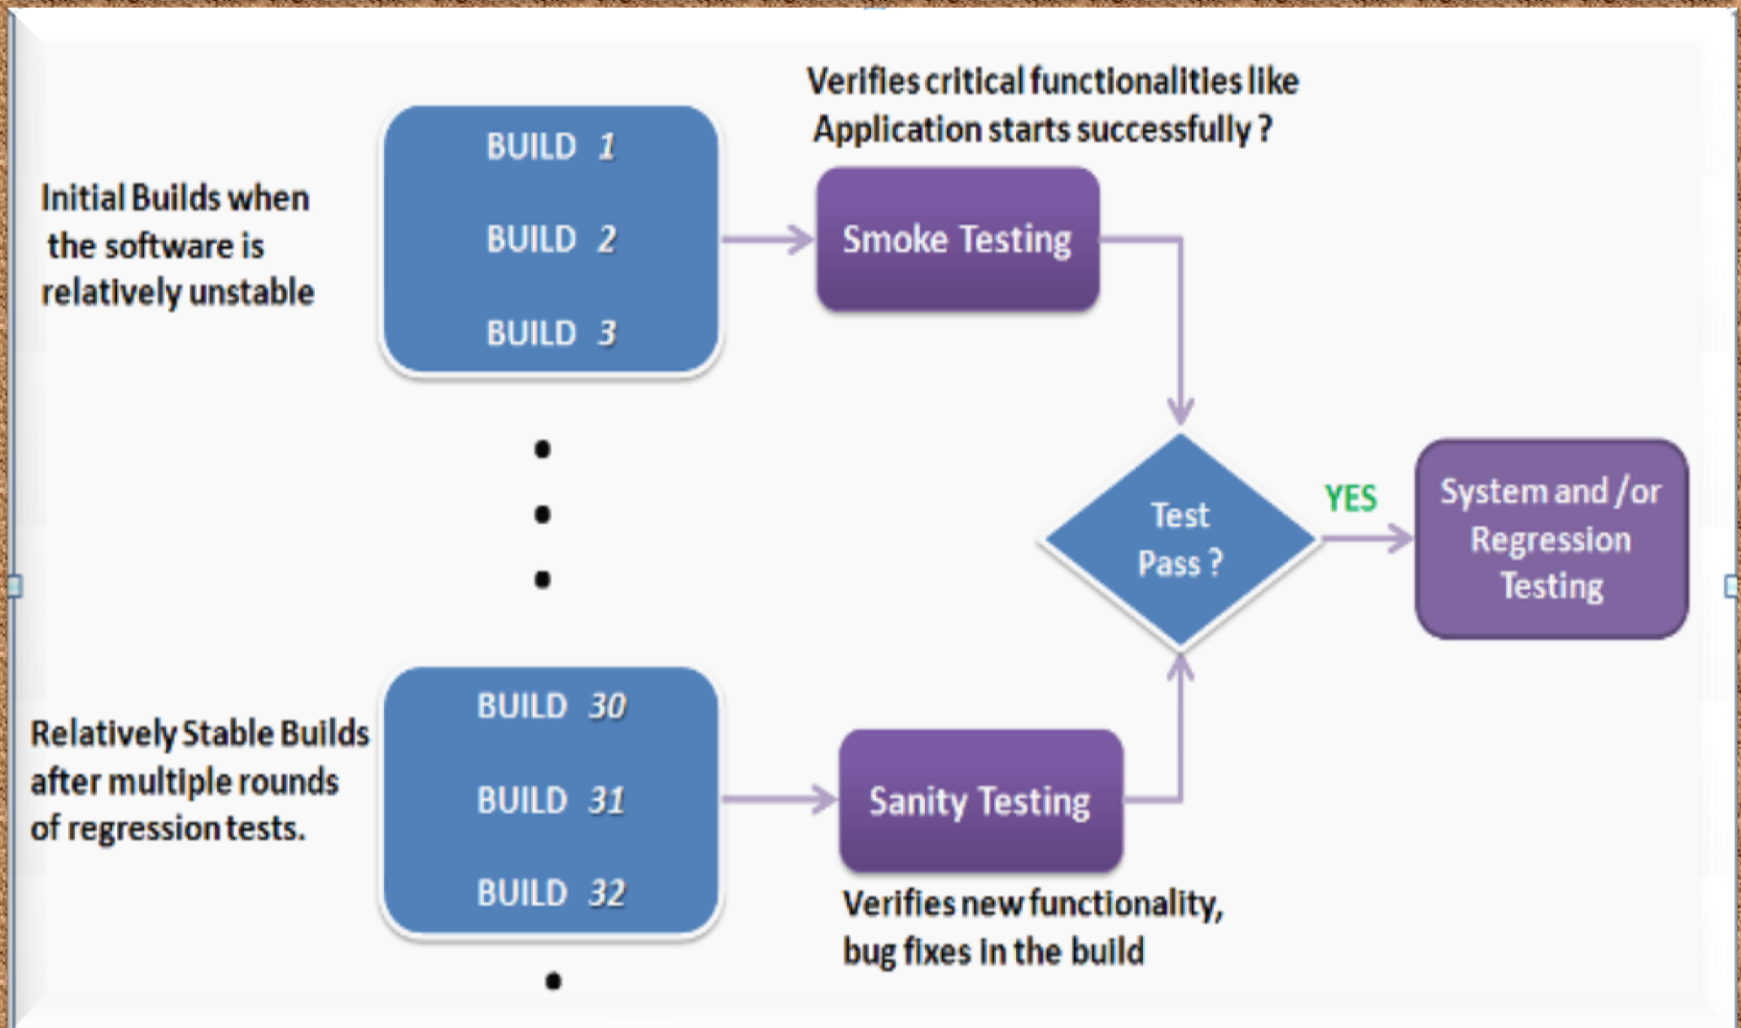 Verifies critical functionalities like
Application starts successfully ?
Initial Builds when
the software is
relatively unstable
BUILD 1
BUILD 2
BUILD 3
Smoke Testing
Test
Pass ?
YES
System and /or
Regression
Testing
Relatively Stable Builds
after multiple rounds
of regression tests.
BUILD 30
BUILD 31
BUILD 32
Sanity Testing
Verifies new functionality,
bug fixes in the build